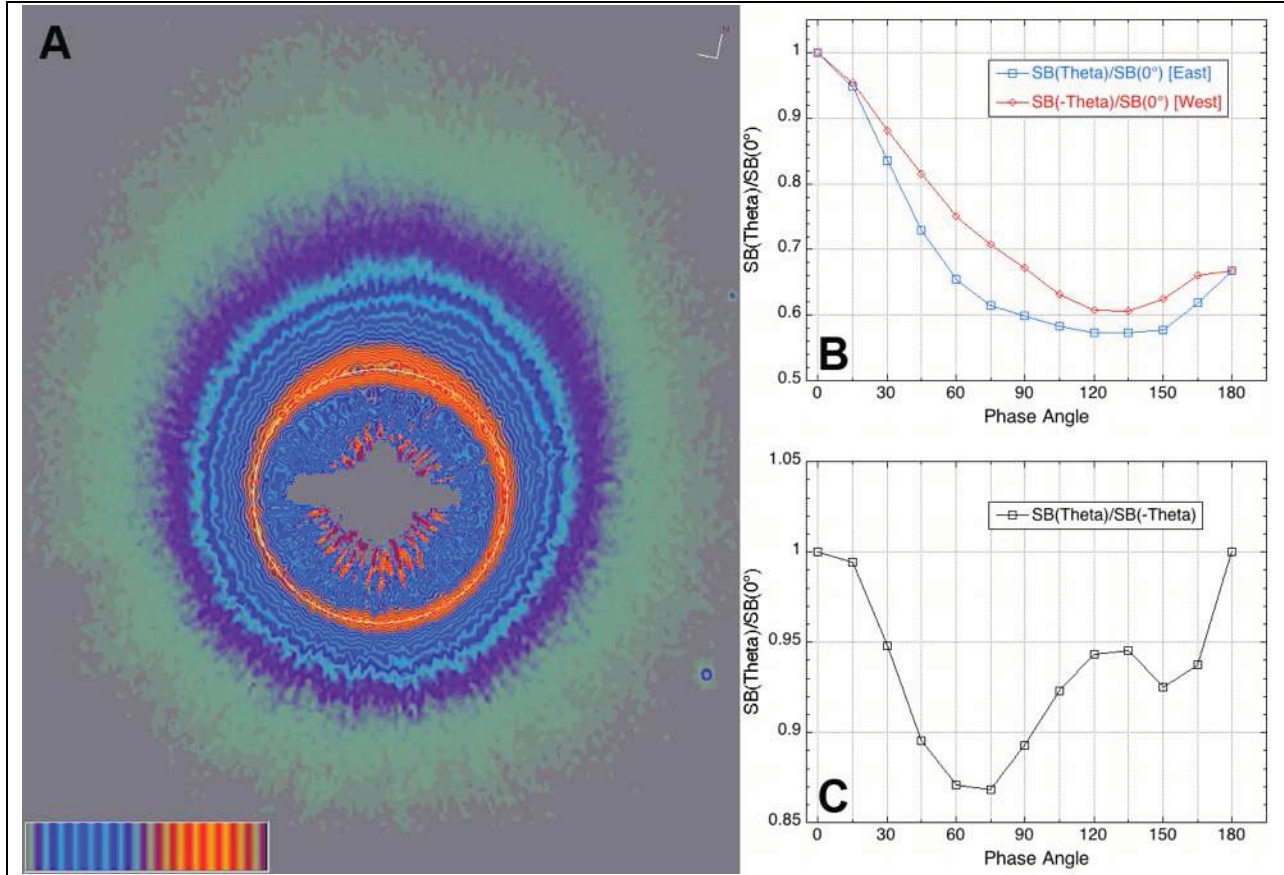 A
N
B
SB(Theta)/SB(0°) [East]
SB(-Theta)/SB(0°) [West]
SB(Theta)/SB(0°)
1
0.9
0.8
0.7
0.6
0.5
0 30 60 90 120 150 180
Phase Angle
C
SB(Theta)/SB(-Theta)
SB(Theta)/SB(0°)
1.05
1
0.95
0.9
0.85
0 30 60 90 120 150 180
Phase Angle